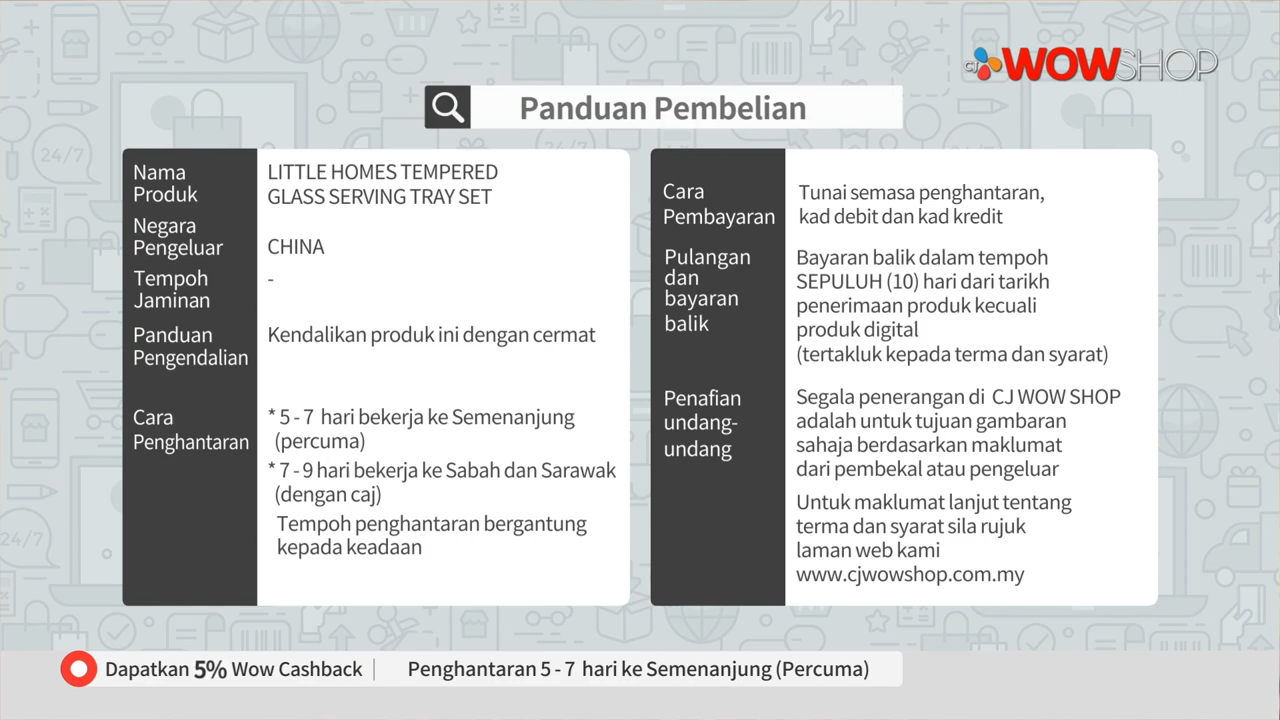 CJ WOWSHOP
Panduan Pembelian
Nama
Produk
LITTLE HOMES TEMPERED
GLASS SERVING TRAY SET
Negara
Pengeluar
CHINA
Tempoh
Jaminan
-
Panduan
Pengendalian
Kendalikan produk ini dengan cermat
Cara
Penghantaran
* 5 - 7 hari bekerja ke Semenanjung
(percuma)
* 7 - 9 hari bekerja ke Sabah dan Sarawak
(dengan caj)
Tempoh penghantaran bergantung
kepada keadaan
Cara
Pembayaran
Tunai semasa penghantaran,
kad debit dan kad kredit
Pulangan
dan
bayaran
balik
Bayaran balik dalam tempoh
SEPULUH (10) hari dari tarikh
penerimaan produk kecuali
produk digital
(tertakluk kepada terma dan syarat)
Penafian
undang-
undang
Segala penerangan di CJ WOW SHOP
adalah untuk tujuan gambaran
sahaja berdasarkan maklumat
dari pembekal atau pengeluar
Untuk maklumat lanjut tentang
terma dan syarat sila rujuk
laman web kami
www.cjwowshop.com.my
24/7
24/7
Dapatkan 5% Wow Cashback | Penghantaran 5 - 7 hari ke Semenanjung (Percuma)